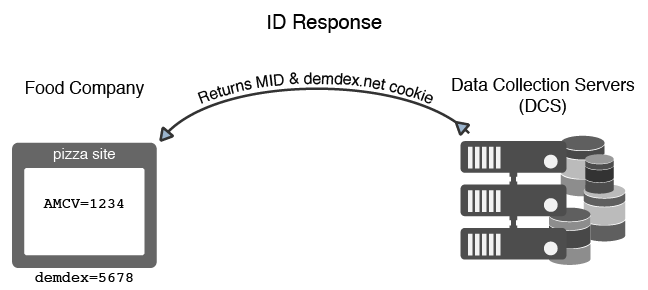 ID Response
Food Company
Returns MID & demdex.net cookie
Data Collection Servers
(DCS)
pizza site
AMCV=1234
demdex=5678